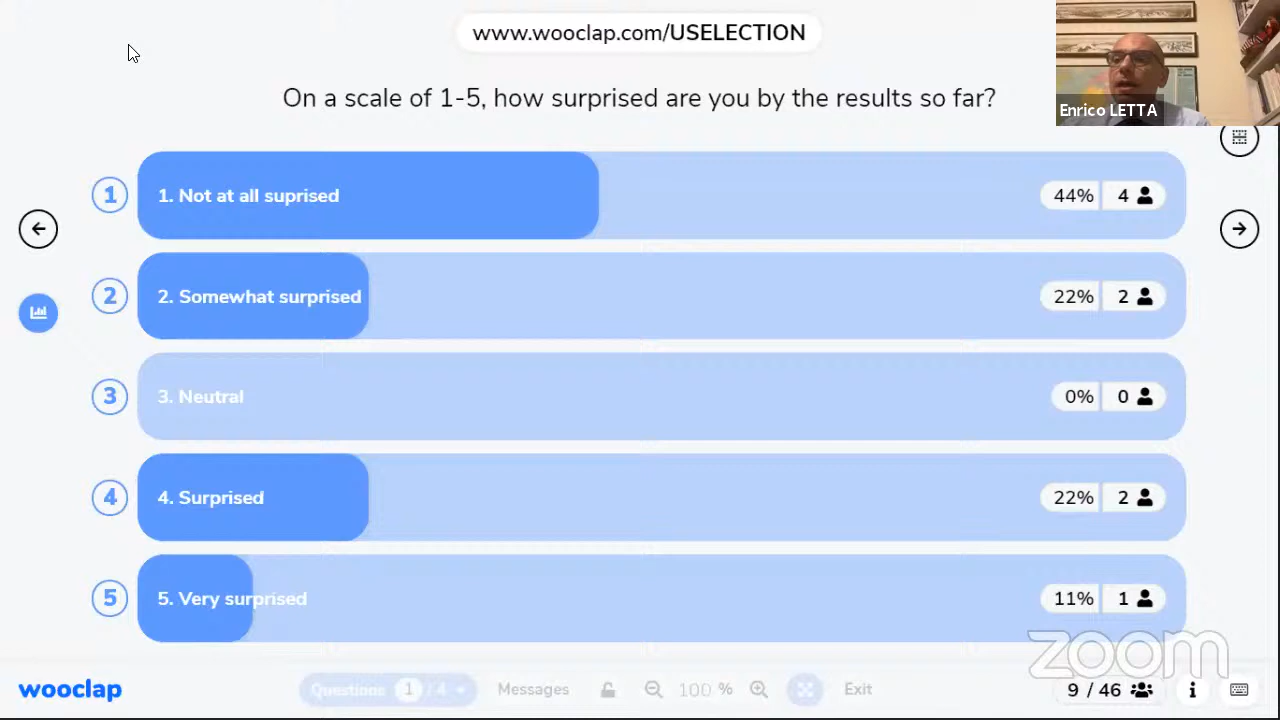 www.wooclap.com/USELECTION
On a scale of 1-5, how surprised are you by the results so far?
Enrico LETTA
1
1. Not at all suprised
44%
4
2
2. Somewhat surprised
22%
2
3
3. Neutral
0%
0
4
4. Surprised
22%
2
5
5. Very surprised
11%
1
zoom
wooclap
Questions 1
Messages
100 %
Exit
9 / 46
i